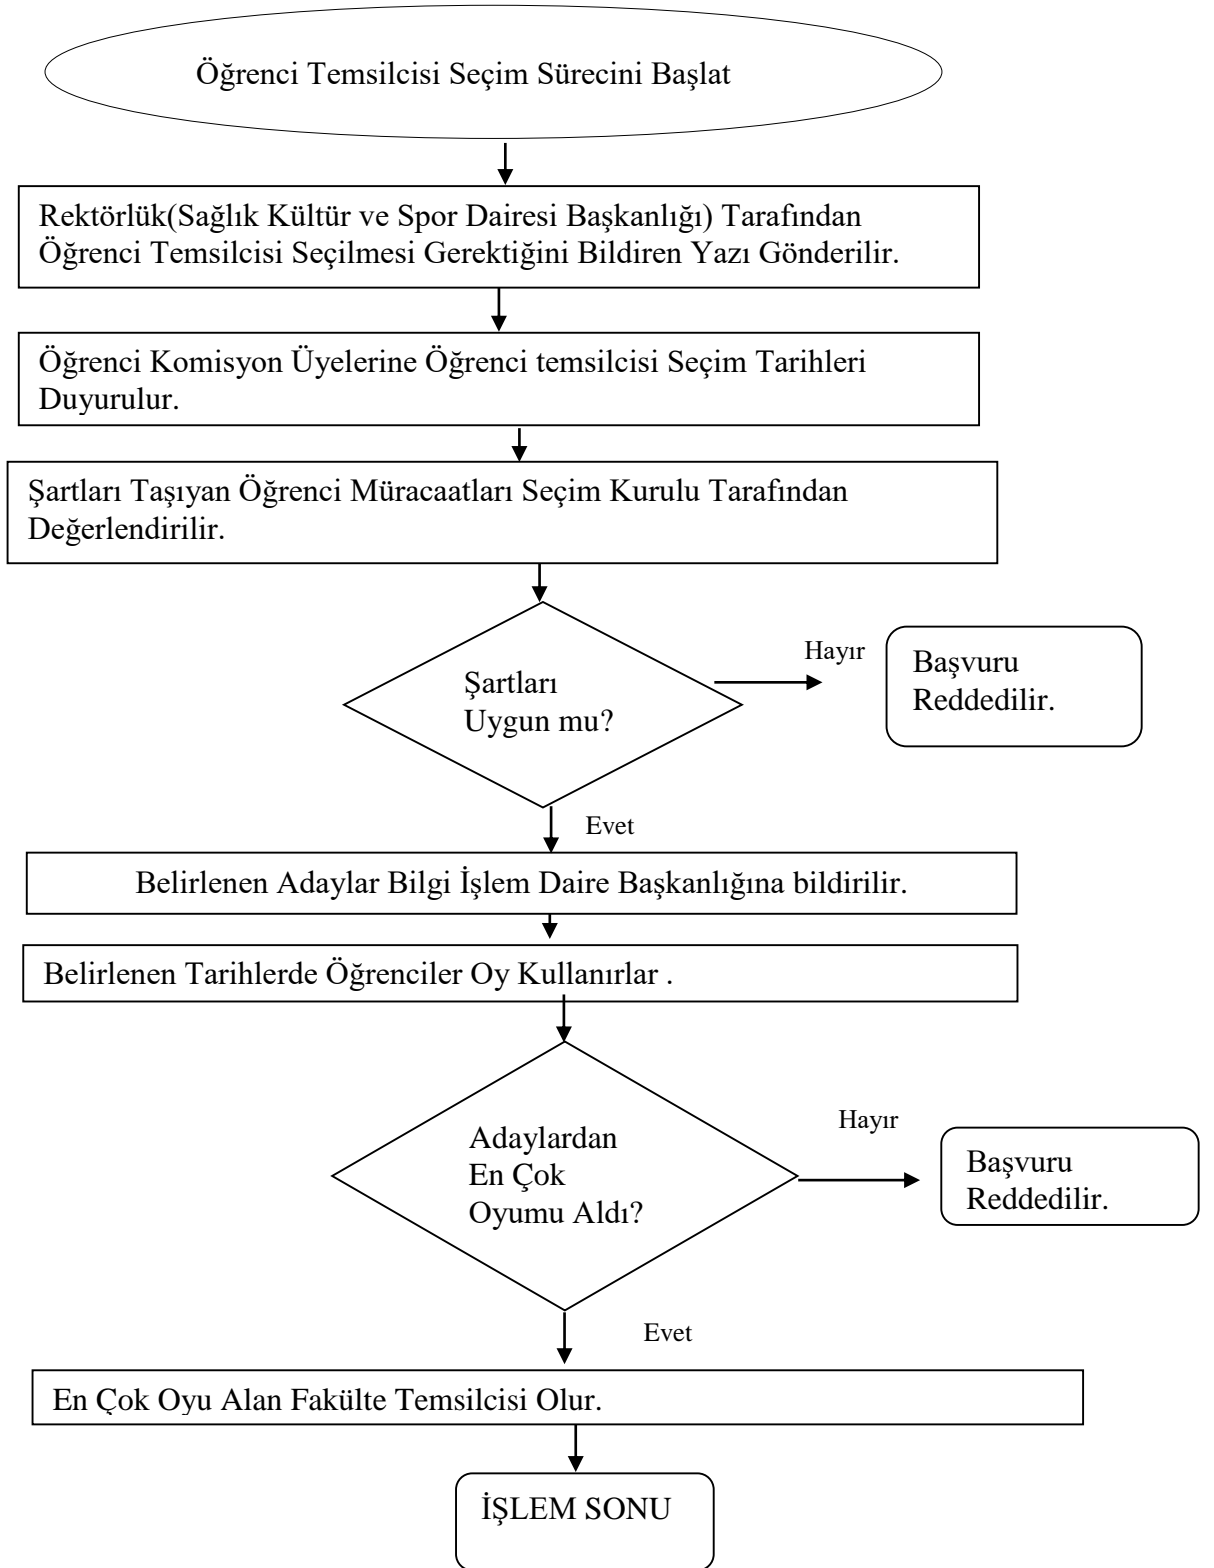 Öğrenci Temsilcisi Seçim Sürecini Başlat
Rektörlük(Sağlık Kültür ve Spor Dairesi Başkanlığı) Tarafından
Öğrenci Temsilcisi Seçilmesi Gerektiğini Bildiren Yazı Gönderilir.
Öğrenci Komisyon Üyelerine Öğrenci temsilcisi Seçim Tarihleri
Duyurulur.
Şartları Taşıyan Öğrenci Müracaatları Seçim Kurulu Tarafından
Değerlendirilir.
Şartları
Uygun mu?
Hayır
Başvuru
Reddedilir.
Evet
Belirlenen Adaylar Bilgi İşlem Daire Başkanlığına bildirilir.
Belirlenen Tarihlerde Öğrenciler Oy Kullanırlar .
Adaylardan
En Çok
Oyumu Aldı?
Hayır
Başvuru
Reddedilir.
Evet
En Çok Oyu Alan Fakülte Temsilcisi Olur.
İŞLEM SONU